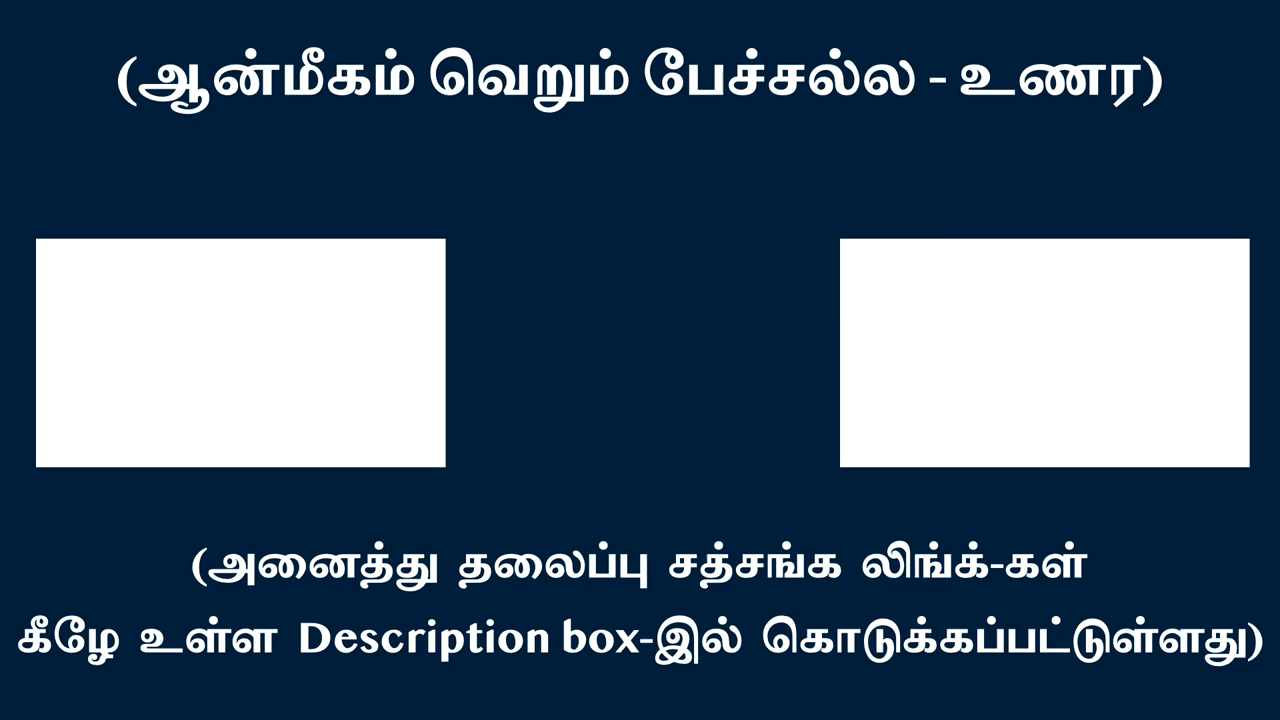 (ஆன்மீகம் வெறும் பேச்சல்ல - உணர)
(அனைத்து தலைப்பு சத்சங்க லிங்க்-கள்
கீழே உள்ள Description box-இல் கொடுக்கப்பட்டுள்ளது)